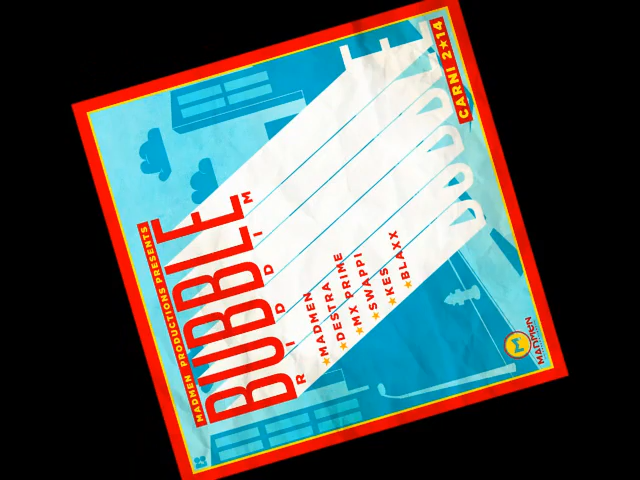 MADMEN PRODUCTIONS PRESENTS
BUBBLE
RIDDIM
★MADMEN
★DESTRA
★MX PRIME
★SWAPPI
★KES
★BLAXX
CARNI 2★14
M
MADMEN